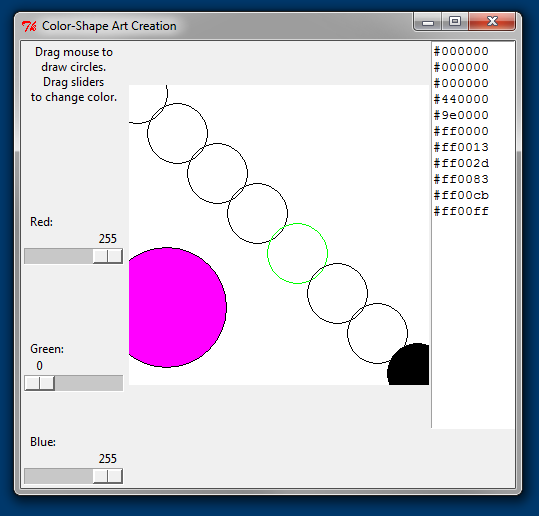 Color-Shape Art Creation
Drag mouse to
draw circles.
Drag sliders
to change color.
Red:
255
Green:
0
Blue:
255
#000000
#000000
#000000
#440000
#9e0000
#ff0000
#ff0013
#ff002d
#ff0083
#ff00cb
#ff00ff